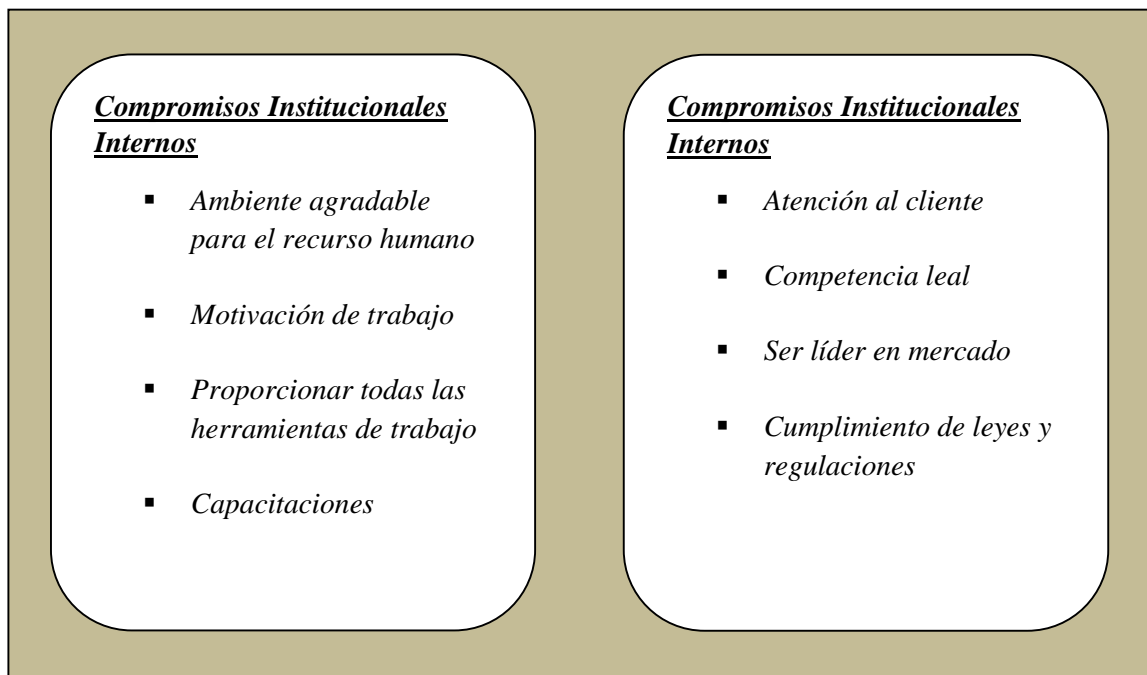 Compromisos Institucionales
Internos
▪ Ambiente agradable
para el recurso humano
▪ Motivación de trabajo
▪ Proporcionar todas las
herramientas de trabajo
▪ Capacitaciones
Compromisos Institucionales
Internos
▪ Atención al cliente
▪ Competencia leal
▪ Ser líder en mercado
▪ Cumplimiento de leyes y
regulaciones